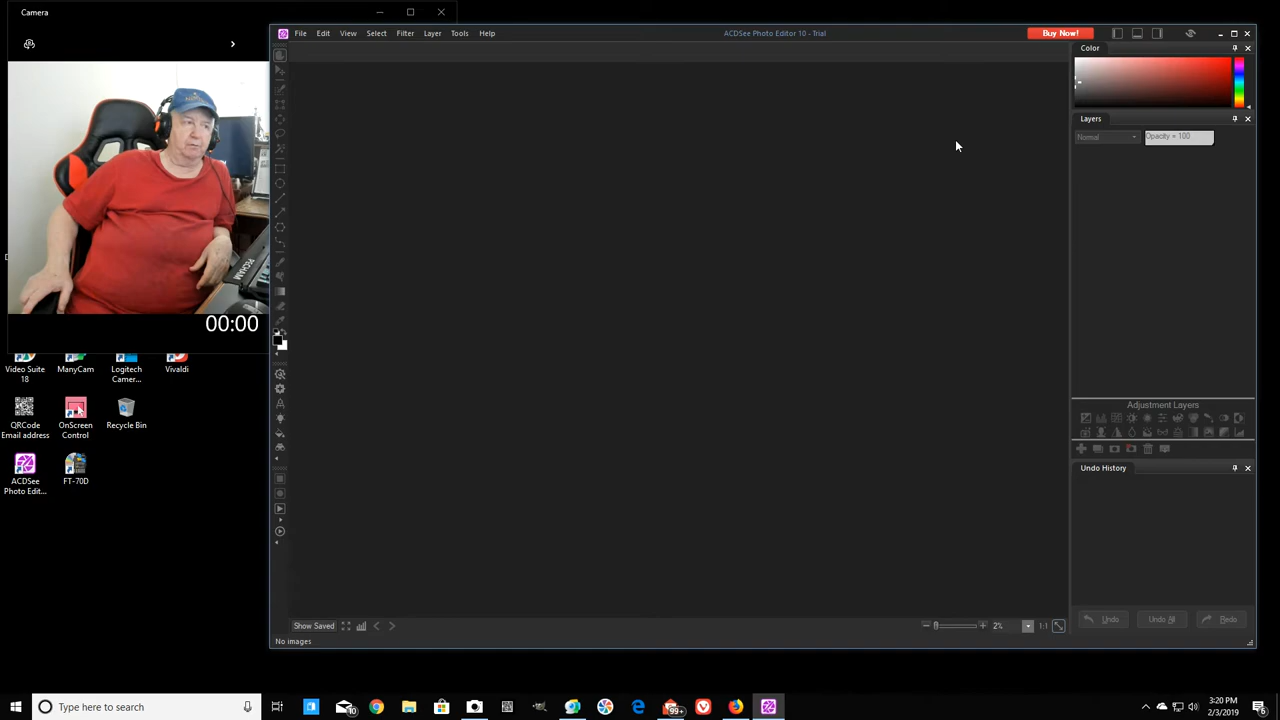 Camera
File Edit View Select Filter Layer Tools Help
ACDSee Photo Editor 10 - Trial
Buy Now!
Color
Layers
Normal
Opacity = 100
PECHAM
00:00
Video Suite 18
ManyCam
Logitech Camer...
Vivaldi
QRCode Email address
OnScreen Control
Recycle Bin
ACDSee Photo Edit...
FT-70D
Adjustment Layers
Undo History
Undo
Undo All
Redo
Show Saved
2%
1:1
No images
Type here to search
10
99+
3:20 PM
2/3/2019